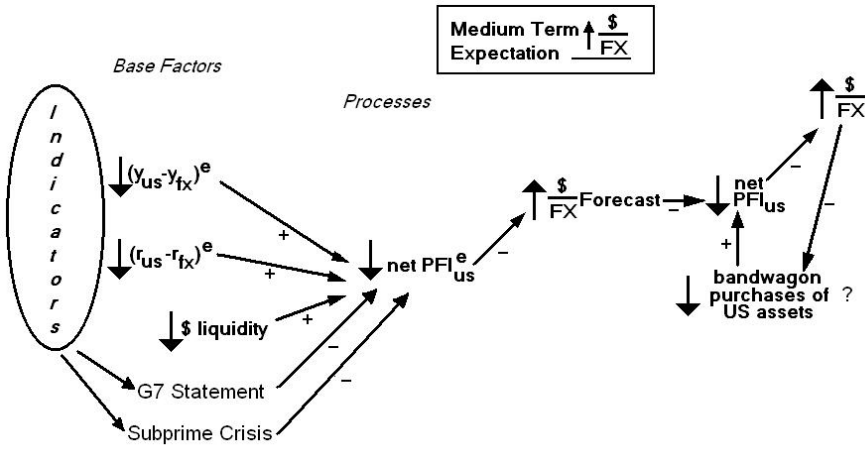 Medium Term ↑ $/FX
Expectation
Base Factors
Processes
Indicators
↓ (yus-yfx)e
↓ (rus-rfx)e
↓ $ liquidity
G7 Statement
Subprime Crisis
+
+
+
–
–
↓ net PFIuse
–
↑ $/FX Forecast
–
↓ net
PFIus
–
↑ $/FX
–
+
↓ bandwagon
purchases of ?
US assets